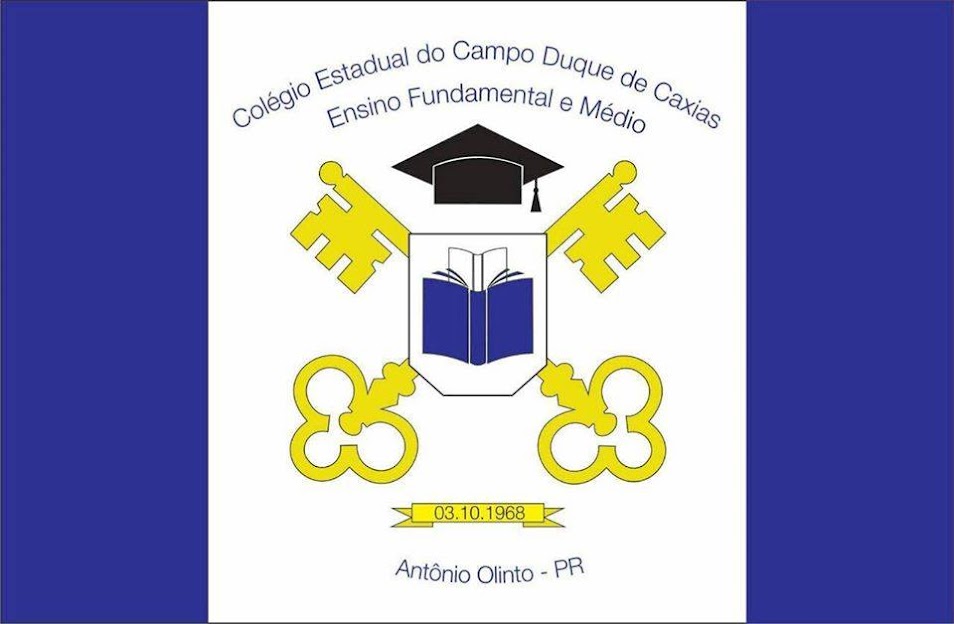 Colégio Estadual do Campo Duque de Caxias
Ensino Fundamental e Médio
03.10.1968
Antônio Olinto - PR